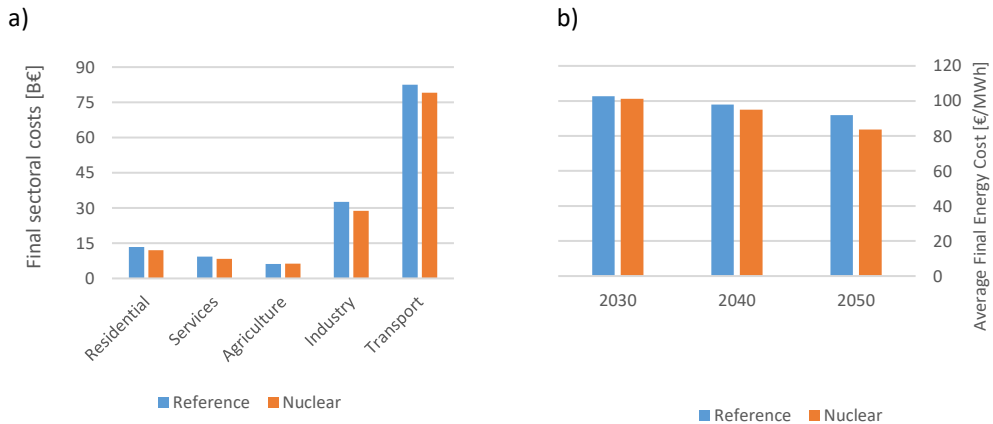 a)
Final sectoral costs [B€]
90
75
60
45
30
15
0
Residential
Services
Agriculture
Industry
Transport
Reference
Nuclear
b)
120
100
80
60
40
20
0
Average Final Energy Cost [€/MWh]
2030
2040
2050
Reference
Nuclear